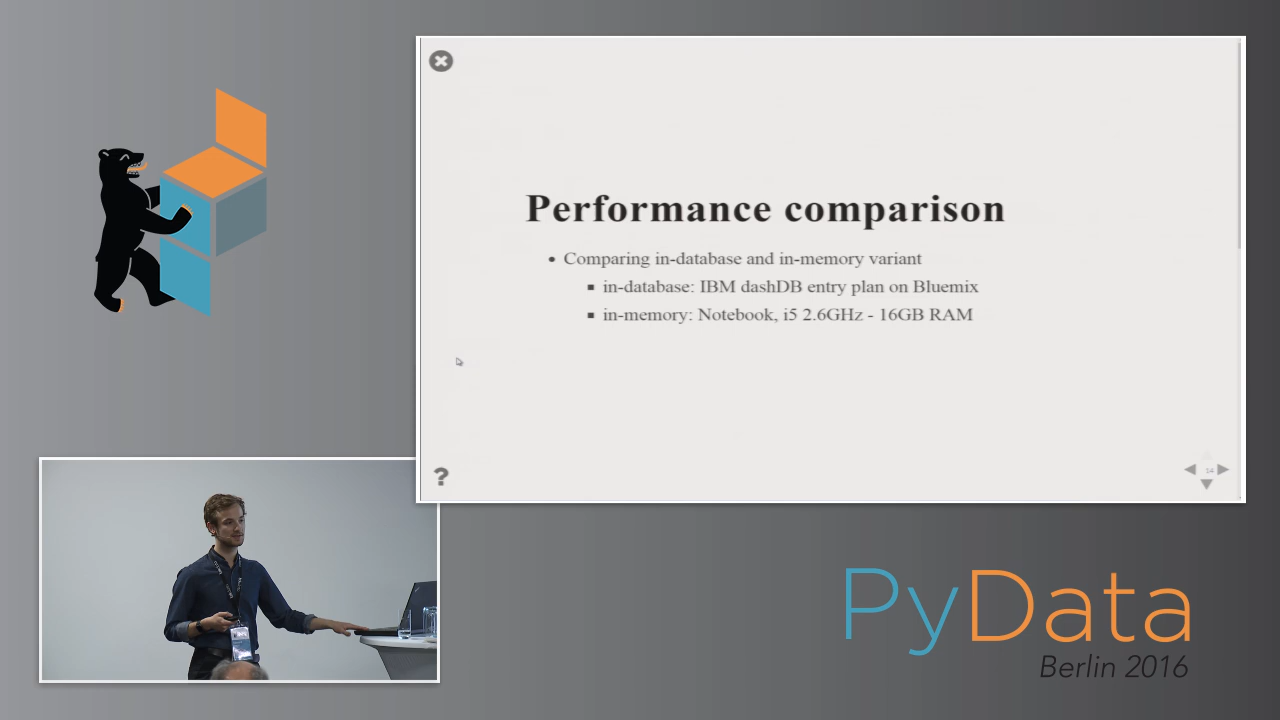 Performance comparison
• Comparing in-database and in-memory variant
▪ in-database: IBM dashDB entry plan on Bluemix
▪ in-memory: Notebook, i5 2.6GHz - 16GB RAM
?
14
PyData
Berlin 2016